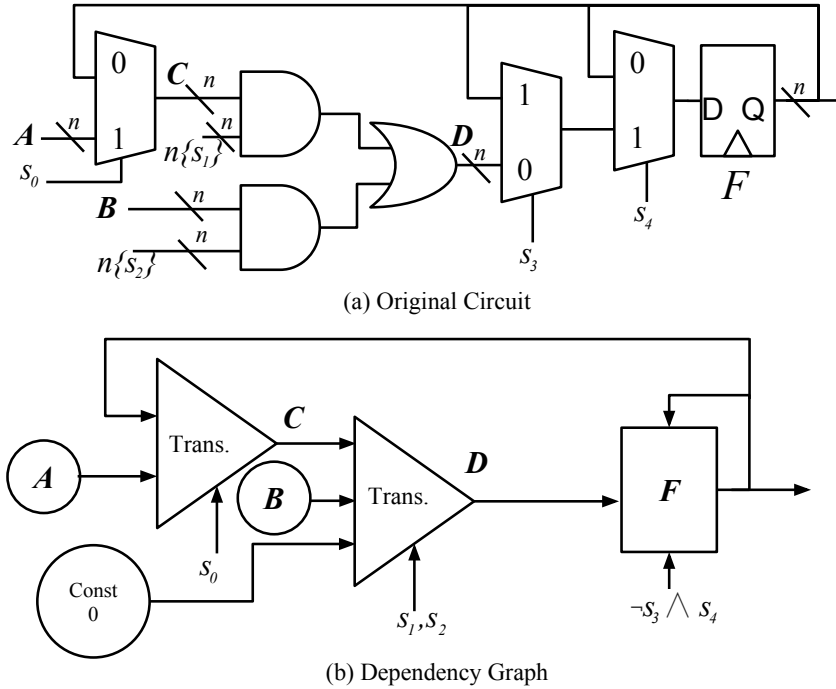 0
C
n
n
A
n
1
n
n{s₁}
s₀
D
n
1
0
s₃
0
1
s₄
D Q
n
F
B
n
n{s₂}
n
(a) Original Circuit
Trans.
C
A
B
Trans.
D
F
s₀
Const
0
s₁,s₂
¬s₃ ∧ s₄
(b) Dependency Graph